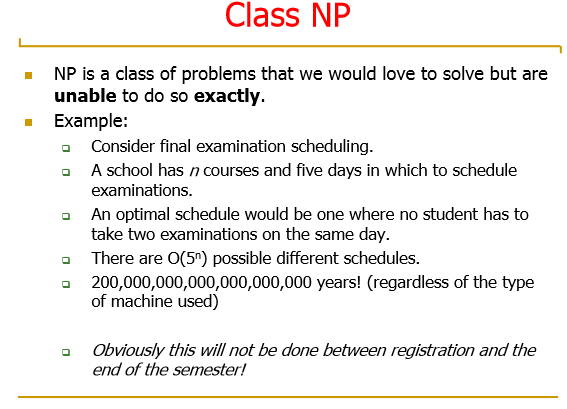 Class NP
NP is a class of problems that we would love to solve but are
unable to do so exactly.
Example:
Consider final examination scheduling.
A school has n courses and five days in which to schedule
examinations.
An optimal schedule would be one where no student has to
take two examinations on the same day.
There are O(5ⁿ) possible different schedules.
200,000,000,000,000,000,000 years! (regardless of the type
of machine used)
Obviously this will not be done between registration and the
end of the semester!